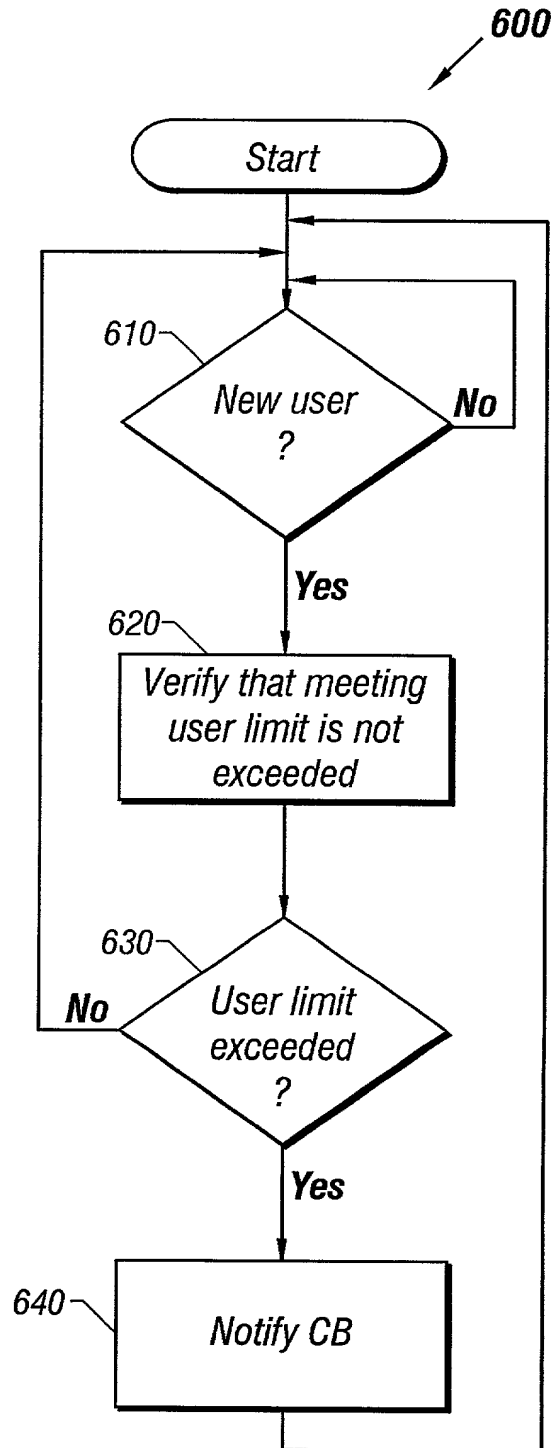 600
Start
610
New user
?
No
Yes
620
Verify that meeting
user limit is not
exceeded
630
No
User limit
exceeded
?
Yes
640
Notify CB